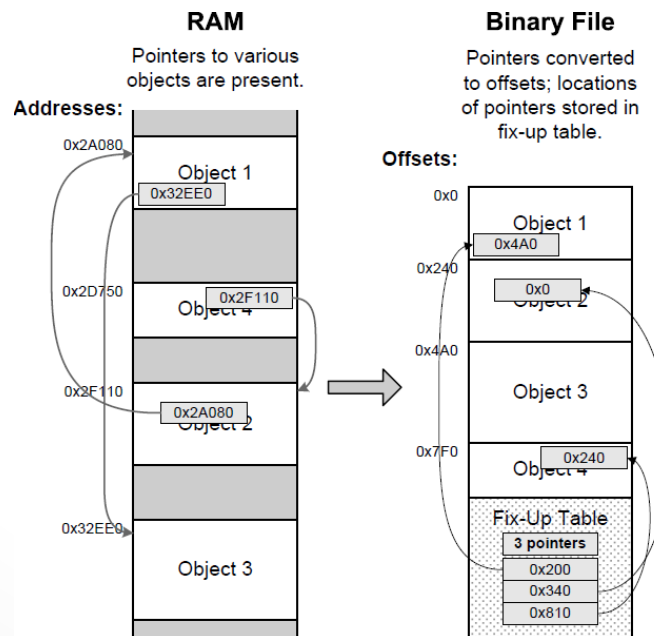 RAM
Pointers to various
objects are present.
Addresses:
0x2A080
Object 1
0x32EE0
0x2D750
0x2F110
Object 4
0x2F110
0x2A080
Object 2
0x32EE0
Object 3
Binary File
Pointers converted
to offsets; locations
of pointers stored in
fix-up table.
Offsets:
0x0
Object 1
0x4A0
0x240
0x0
Object 2
0x4A0
Object 3
0x7F0
0x240
Object 4
Fix-Up Table
3 pointers
0x200
0x340
0x810